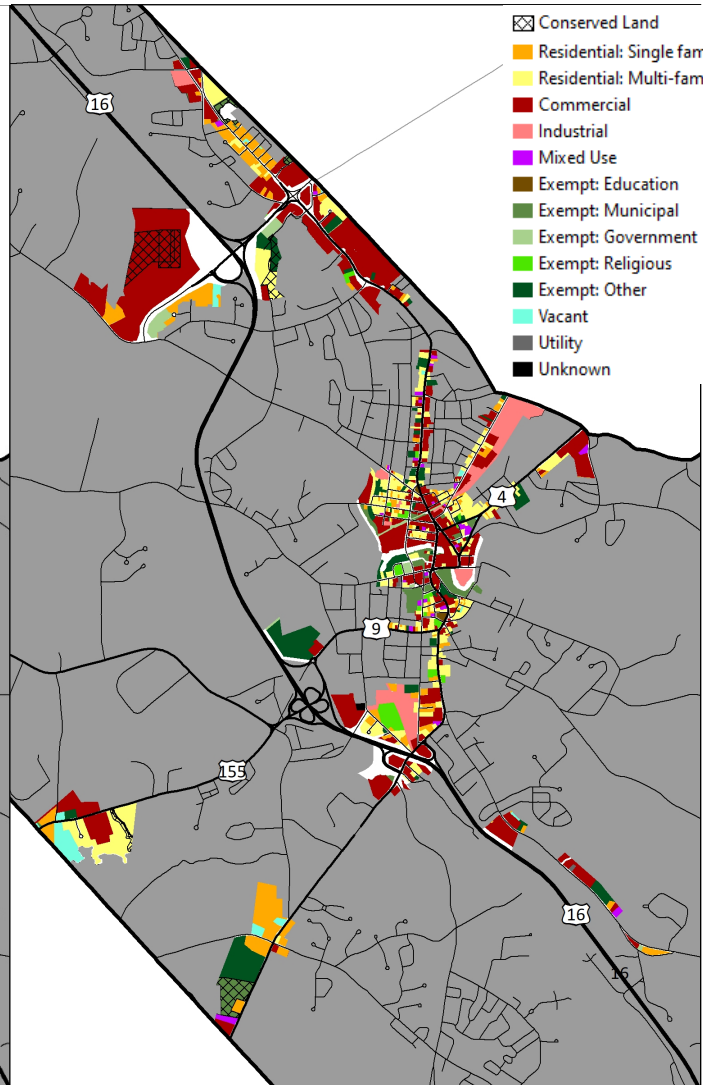 Conserved Land
Residential: Single fam
Residential: Multi-fam
Commercial
Industrial
Mixed Use
Exempt: Education
Exempt: Municipal
Exempt: Government
Exempt: Religious
Exempt: Other
Vacant
Utility
Unknown
16
4
9
155
16
16